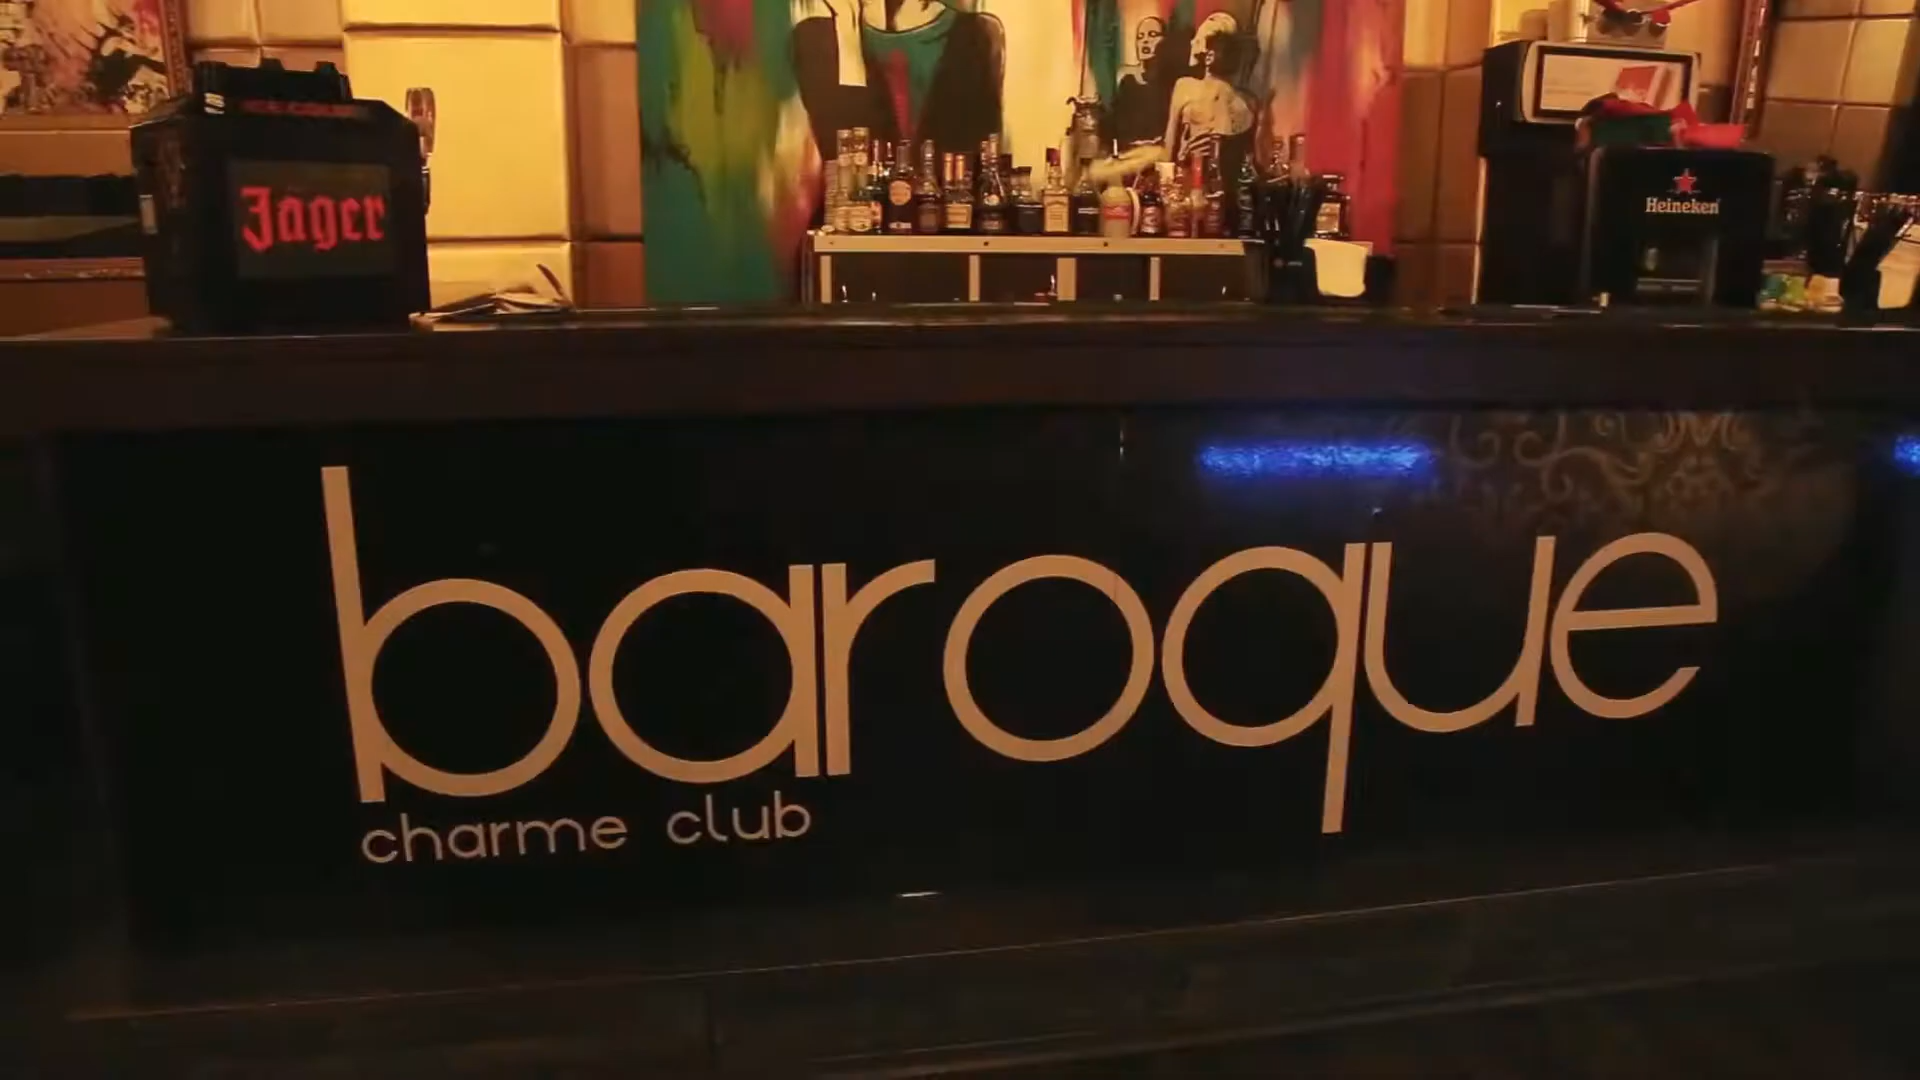 Jager
Heineken
baroque
charme club